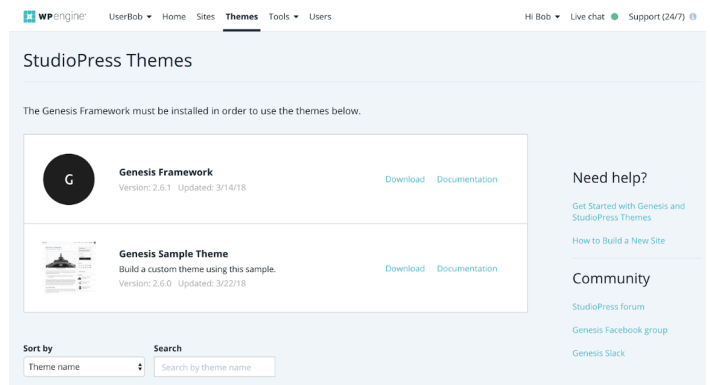 WPengine
UserBob Home Sites Themes Tools Users Hi Bob Live chat Support (24/7)
StudioPress Themes
The Genesis Framework must be installed in order to use the themes below.
G
Genesis Framework
Version: 2.6.1 Updated: 3/14/18
Download Documentation
Genesis Sample Theme
Build a custom theme using this sample.
Version: 2.6.0 Updated: 3/22/18
Download Documentation
Need help?
Get Started with Genesis and
StudioPress Themes
How to Build a New Site
Community
StudioPress forum
Genesis Facebook group
Genesis Slack
Sort by
Theme name
Search
Search by theme name